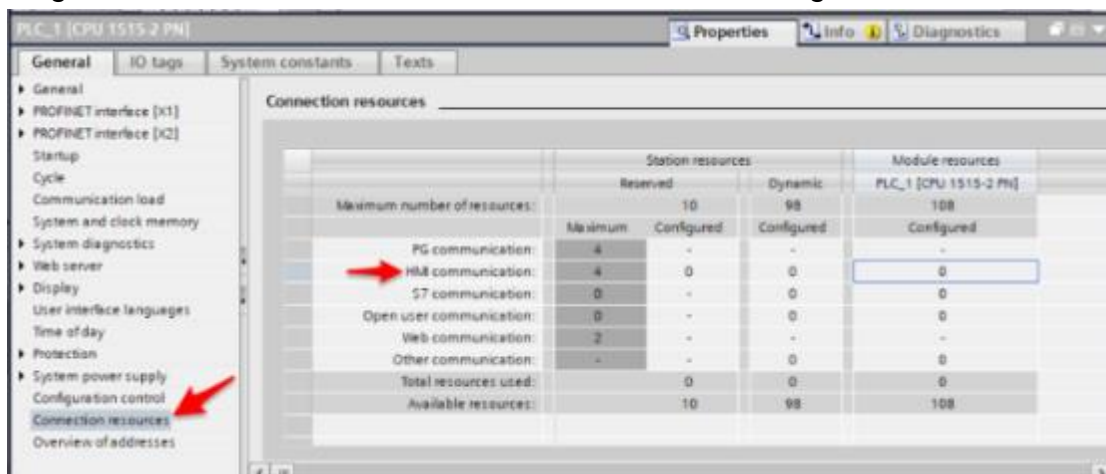 PLC_1 [CPU 1515-2 PN]
Properties Info Diagnostics
General IO tags System constants Texts
General
PROFINET interface [X1]
PROFINET interface [X2]
Startup
Cycle
Communication load
System and clock memory
System diagnostics
Web server
Display
User interface languages
Time of day
Protection
System power supply
Configuration control
Connection resources
Overview of addresses
Connection resources
Station resources Module resources
Reserved Dynamic PLC_1 [CPU 1515-2 PN]
Maximum number of resources: 10 98 108
Maximum Configured Configured Configured
PG communication: 4 - - -
HMI communication: 4 0 0 0
S7 communication: 0 - 0 0
Open user communication: 0 - 0 0
Web communication: 2 - - -
Other communication: - - 0 0
Total resources used: 0 0 0
Available resources: 10 98 108